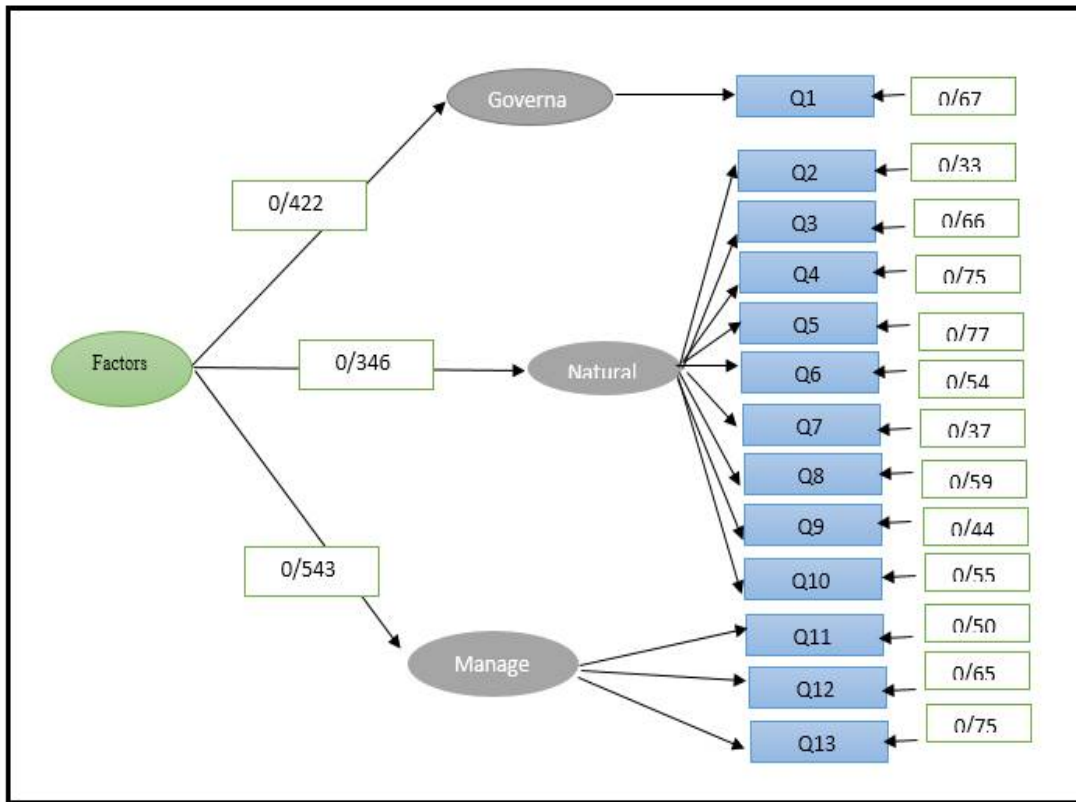 Governa
Q1
0/67
Q2
0/33
0/422
Q3
0/66
Q4
0/75
Q5
0/77
Factors
0/346
Natural
Q6
0/54
Q7
0/37
Q8
0/59
Q9
0/44
0/543
Q10
0/55
Q11
0/50
Manage
Q12
0/65
Q13
0/75